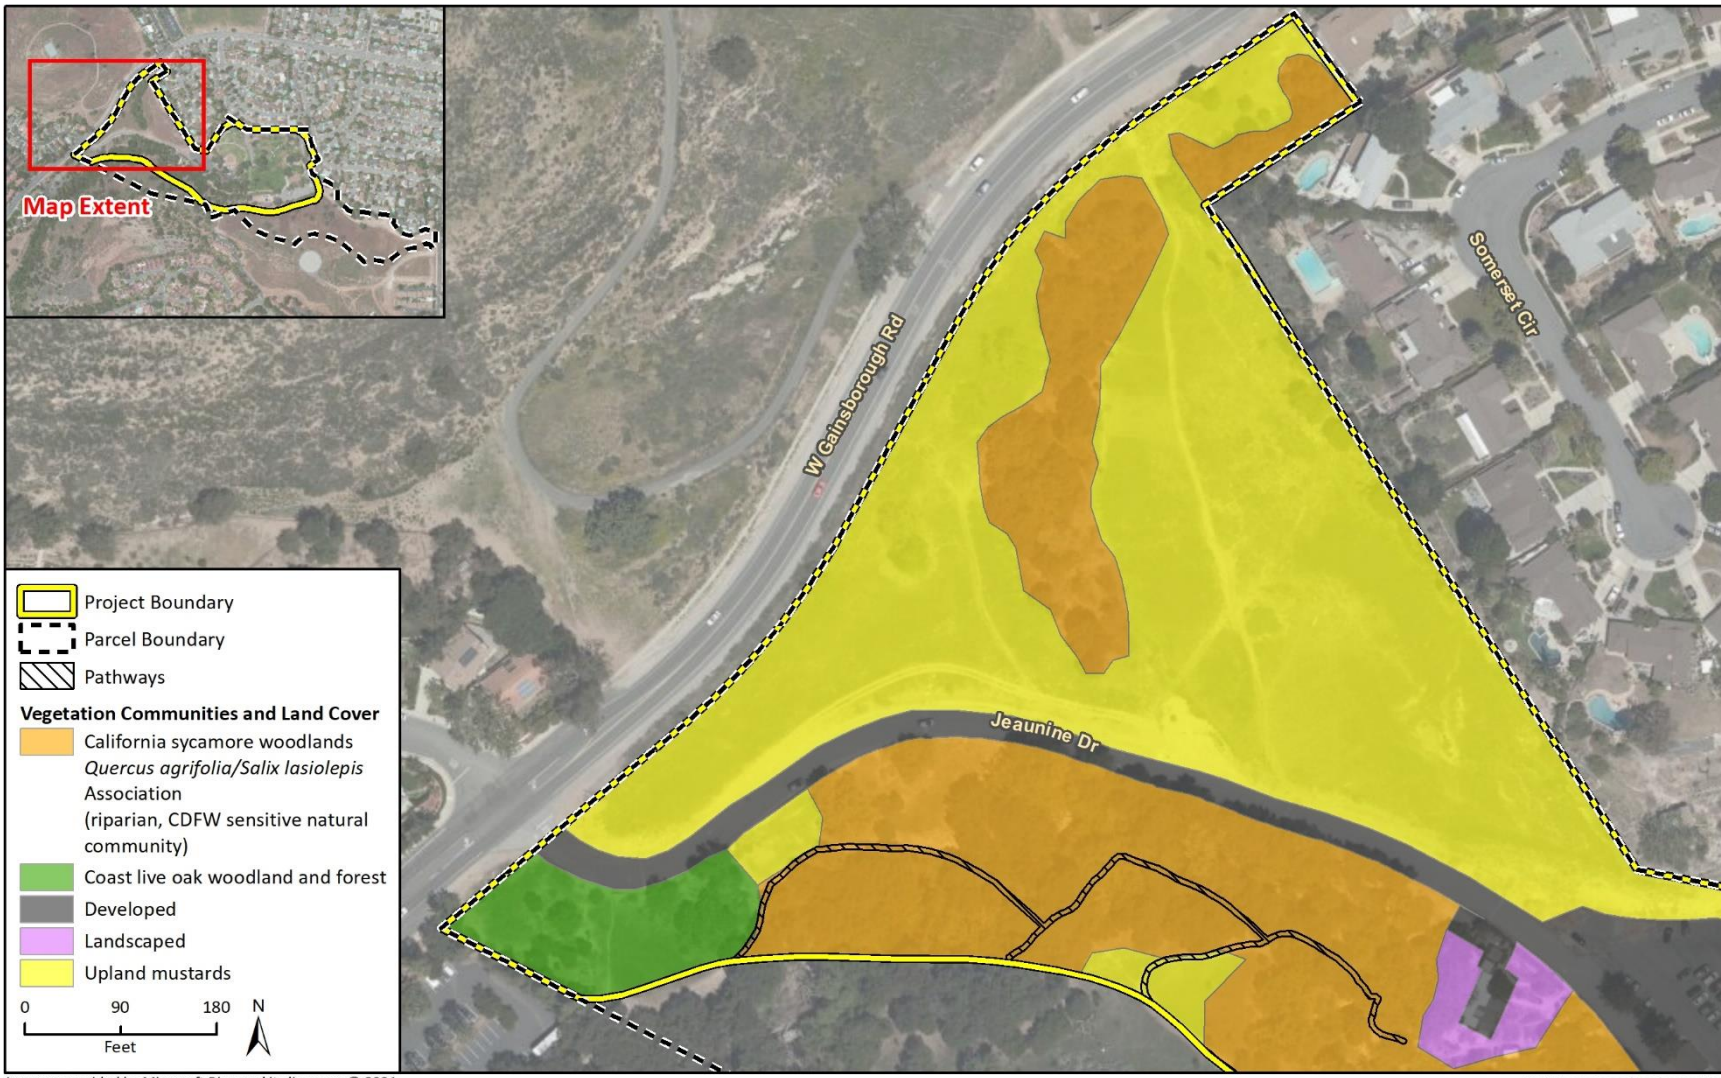 Map Extent
W Gainsborough Rd
Somerset Cir
Jeaunine Dr
Project Boundary
Parcel Boundary
Pathways
Vegetation Communities and Land Cover
California sycamore woodlands
Quercus agrifolia/Salix lasiolepis
Association
(riparian, CDFW sensitive natural
community)
Coast live oak woodland and forest
Developed
Landscaped
Upland mustards
0 90 180 N
Feet